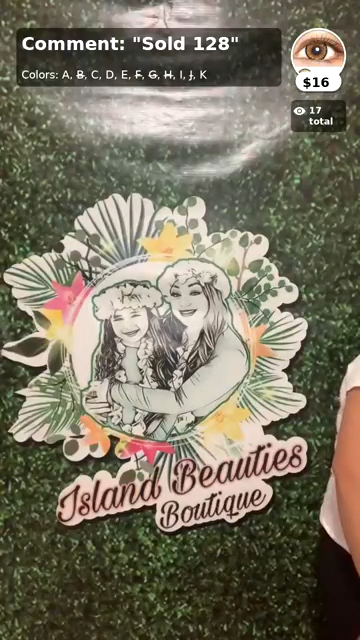 Comment: "Sold 128"
Colors: A, B, C, D, E, F, G, H, I, J, K
$16
17
total
Island Beauties
Boutique